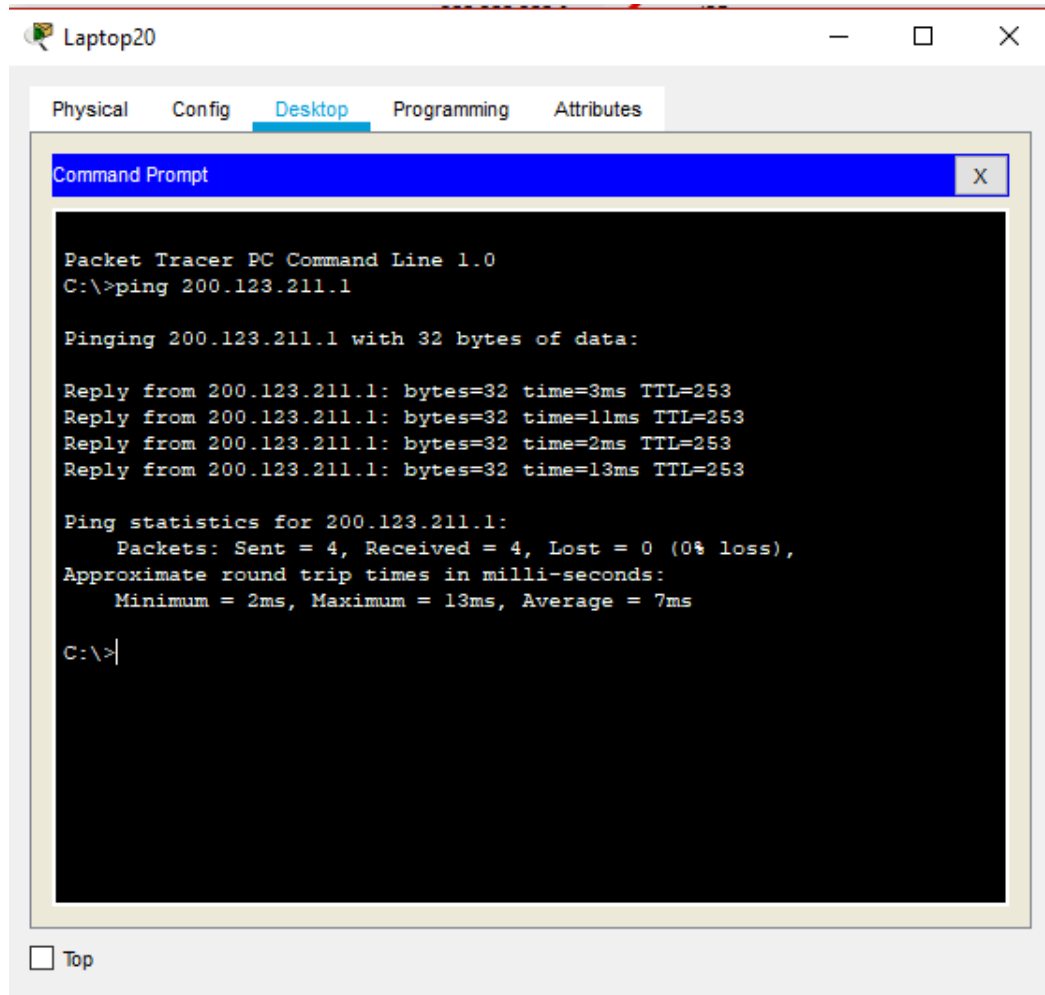 Laptop20
Physical Config Desktop Programming Attributes
Command Prompt X
Packet Tracer PC Command Line 1.0
C:\>ping 200.123.211.1
Pinging 200.123.211.1 with 32 bytes of data:
Reply from 200.123.211.1: bytes=32 time=3ms TTL=253
Reply from 200.123.211.1: bytes=32 time=11ms TTL=253
Reply from 200.123.211.1: bytes=32 time=2ms TTL=253
Reply from 200.123.211.1: bytes=32 time=13ms TTL=253
Ping statistics for 200.123.211.1:
Packets: Sent = 4, Received = 4, Lost = 0 (0% loss),
Approximate round trip times in milli-seconds:
Minimum = 2ms, Maximum = 13ms, Average = 7ms
C:\>
Top